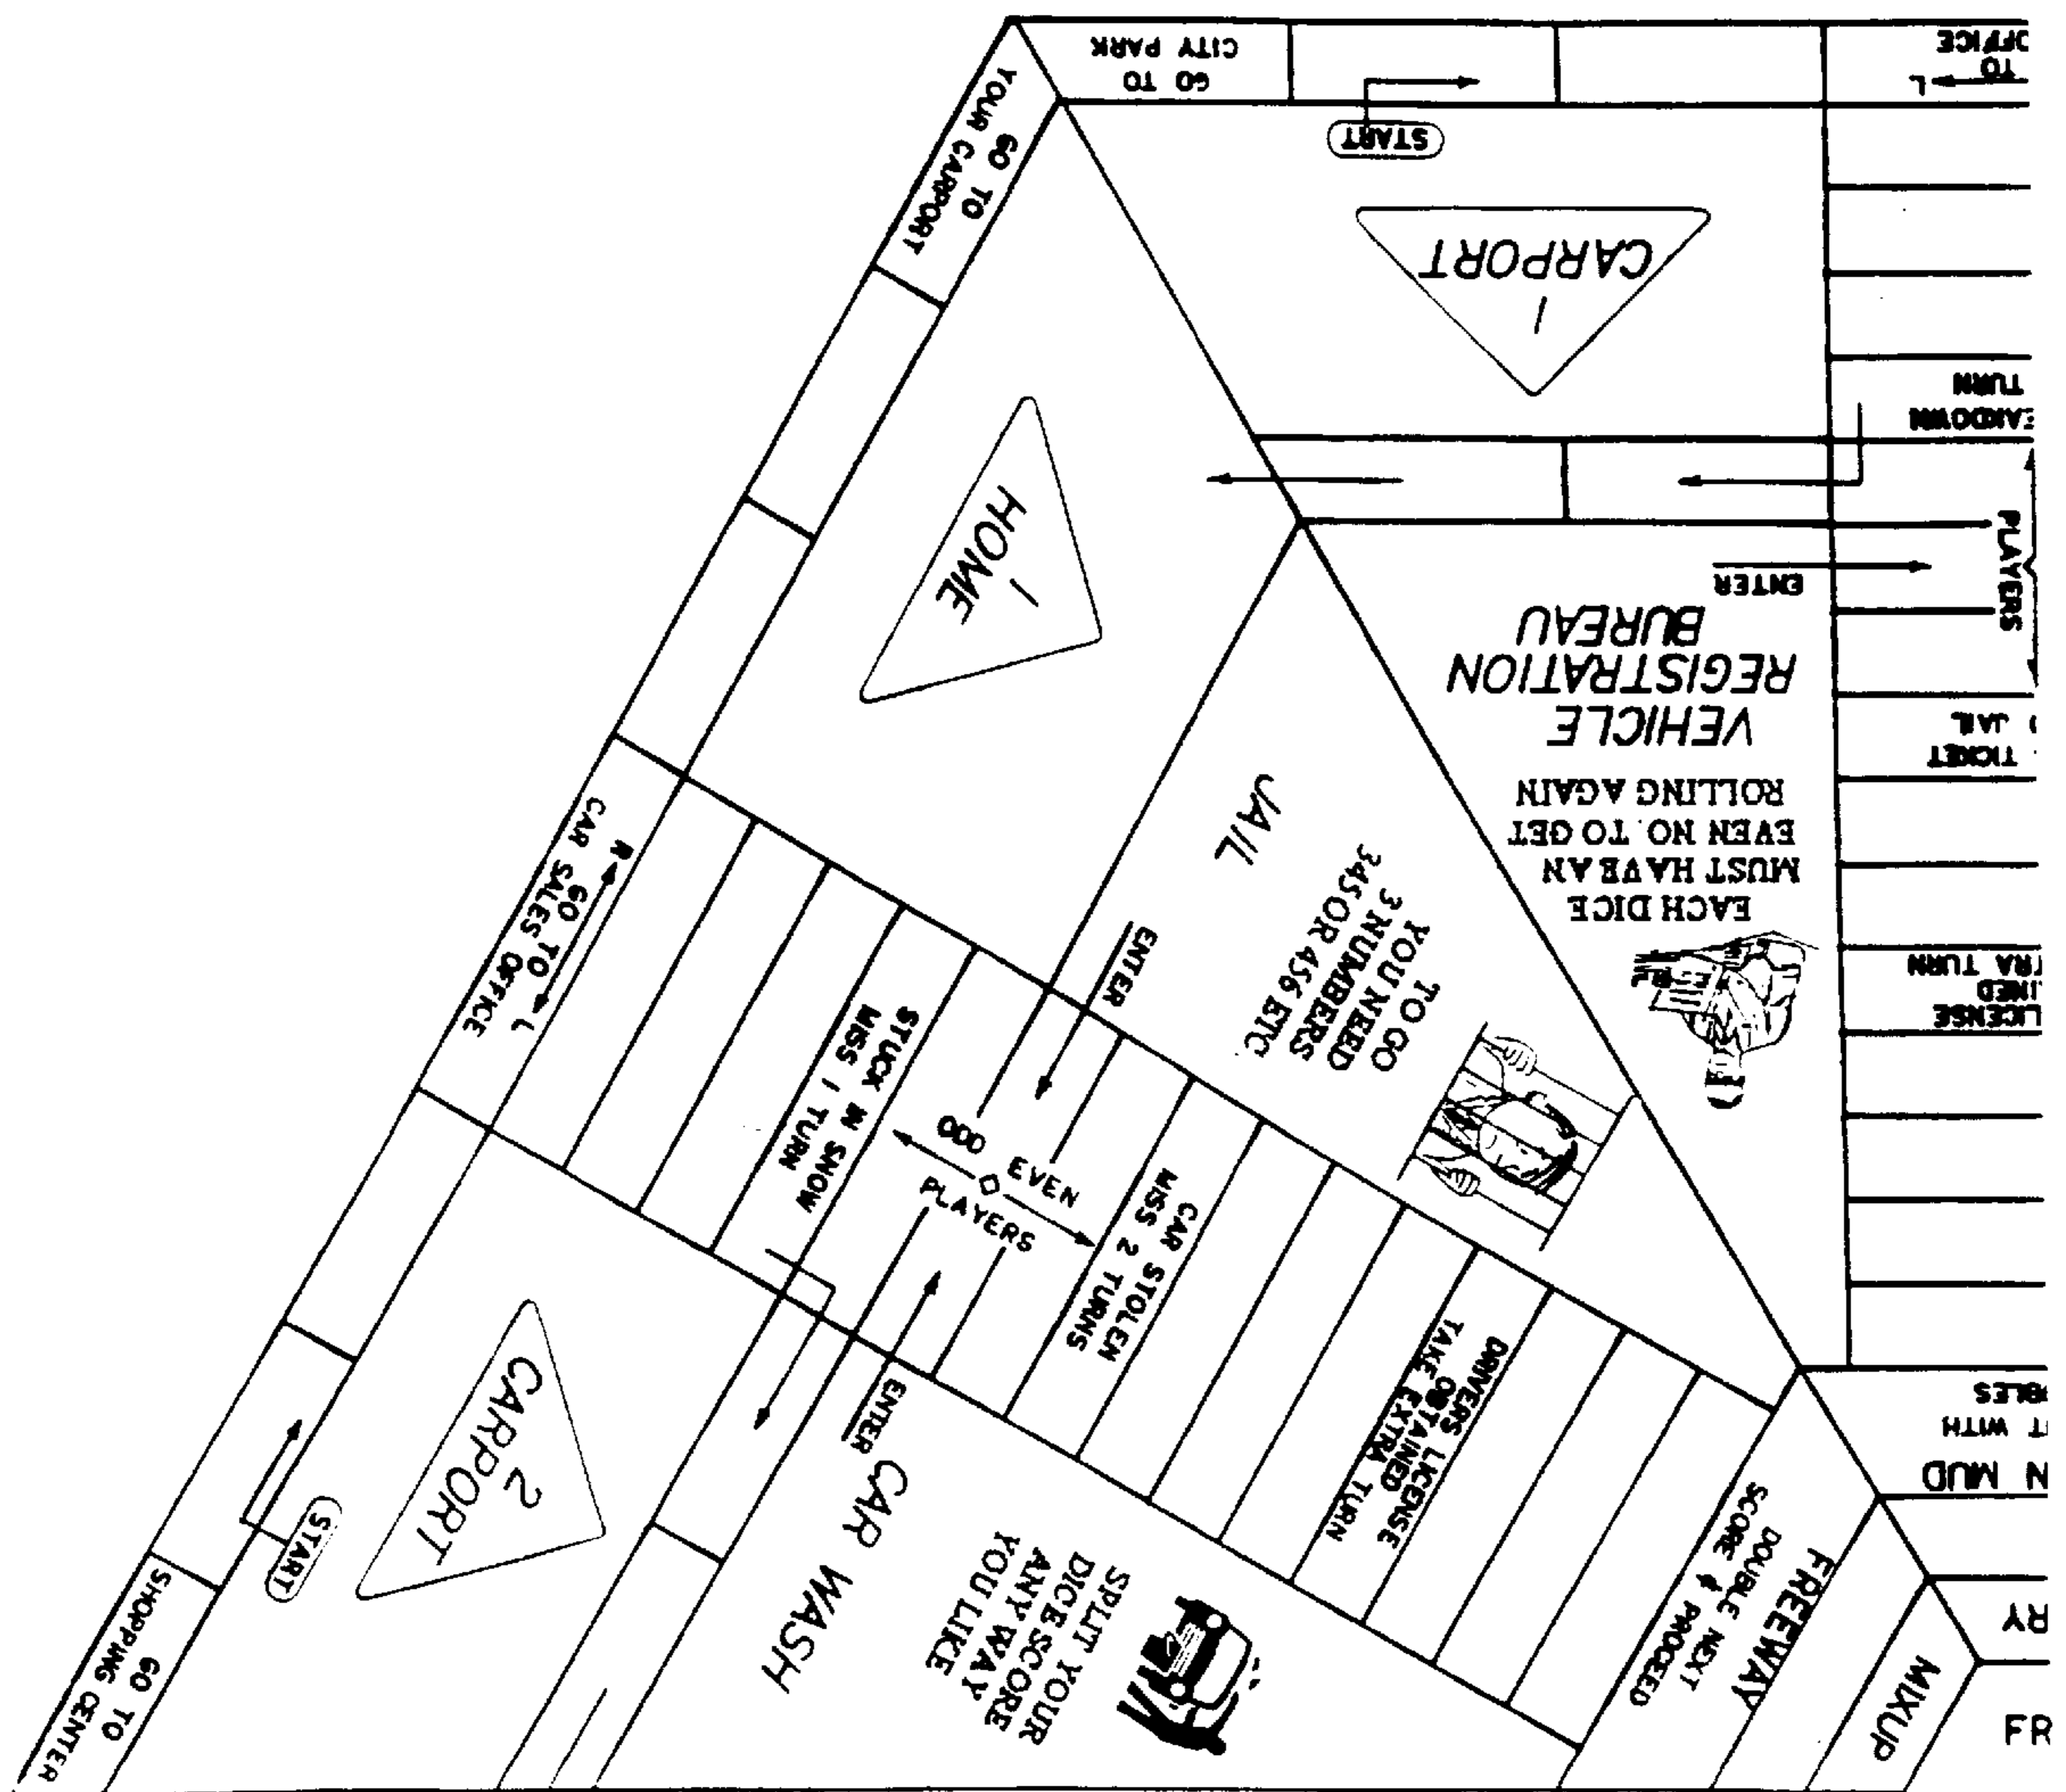 GO TO
CITY PARK
L
TO
OFFICE
START
GO TO
YOUR CARPORT
1
CARPORT
TURN
PLAYERS
ENTER
1
HOME
VEHICLE
REGISTRATION
BUREAU
EACH DICE
MUST HAVE AN
EVEN NO. TO GET
ROLLING AGAIN
JAIL
TICKET
JAIL
TO GO
YOU NEED
3 NUMBERS
345 OR 456 ETC
ENTER
R L
GO TO
CAR SALES OFFICE
STUCK IN SNOW
MISS 1 TURN
ODD EVEN
PLAYERS
CAR STOLEN
MISS 2 TURNS
LICENSE
TURN
DRIVERS LICENSE
OBTAINED
TAKE EXTRA TURN
ENTER
2
CARPORT
START
GO TO
SHOPPING CENTER
CAR WASH
SPLIT YOUR
DICE SCORE
ANY WAY
YOU LIKE
FREEWAY
DOUBLE NEXT
SCORE & PROCEED
MIXUP
N MUD
T WITH
RY
FR